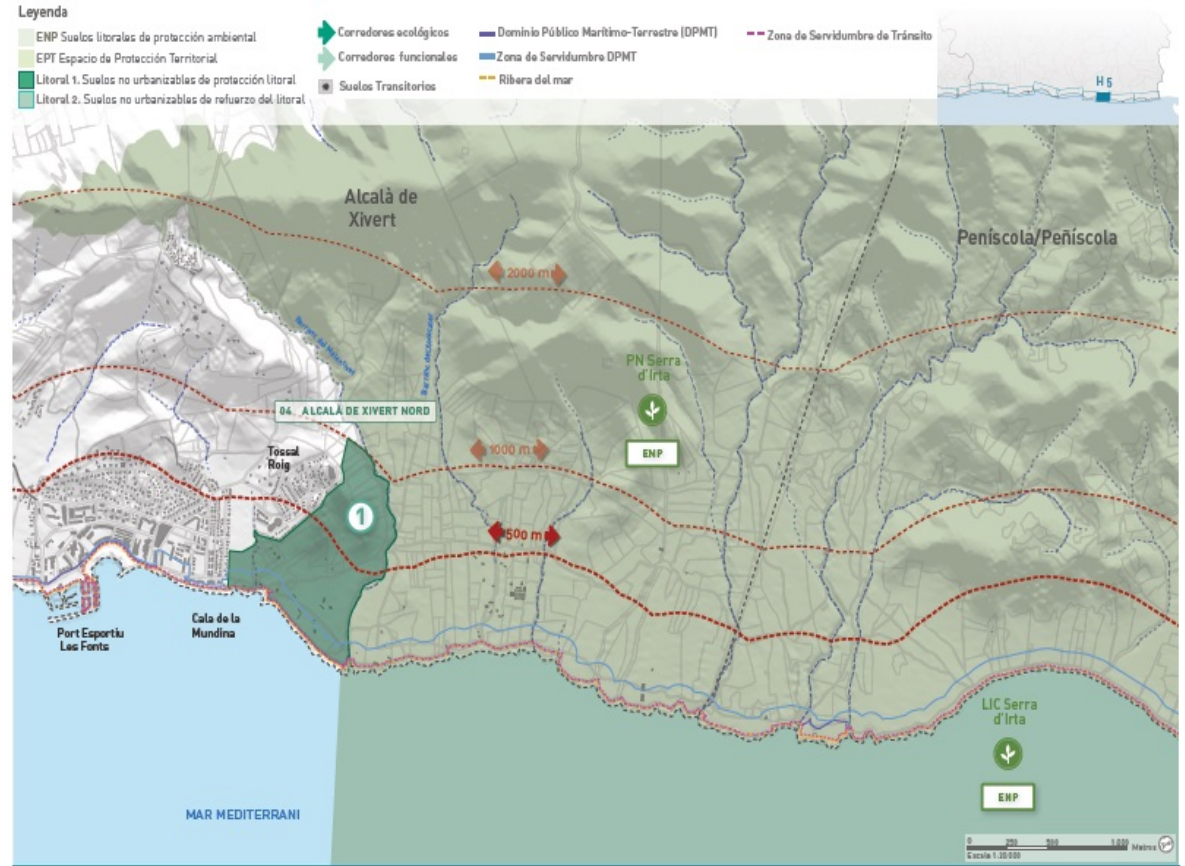 Leyenda
ENP Suelos litorales de protección ambiental
EPT Espacio de Protección Territorial
Litoral 1. Suelos no urbanizables de protección litoral
Litoral 2. Suelos no urbanizables de refuerzo del litoral
Corredores ecológicos
Corredores funcionales
Suelos Transitorios
Dominio Público Marítimo-Terrestre (DPMT)
Zona de Servidumbre DPMT
Ribera del mar
Zona de Servidumbre de Tránsito
H 5
Alcalà de
Xivert
Peníscola/Peñíscola
2000 m
PN Serra
d'Irta
ENP
04 ALCALÀ DE XIVERT NORD
1000 m
Tossal
Roig
1
500 m
Port Esportiu
Les Fonts
Cala de la
Mundina
LIC Serra
d'Irta
ENP
MAR MEDITERRANI
0 250 500 1.000 Metros